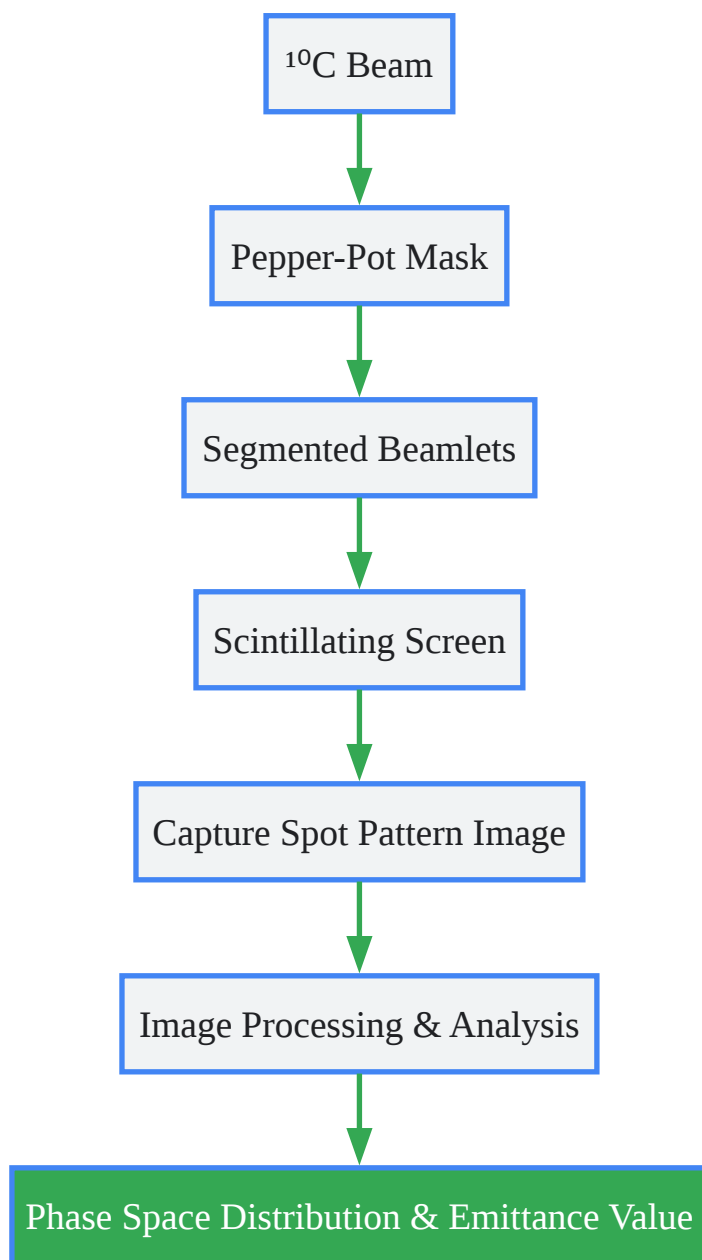 ¹⁰C Beam
Pepper-Pot Mask
Segmented Beamlets
Scintillating Screen
Capture Spot Pattern Image
Image Processing & Analysis
Phase Space Distribution & Emittance Value